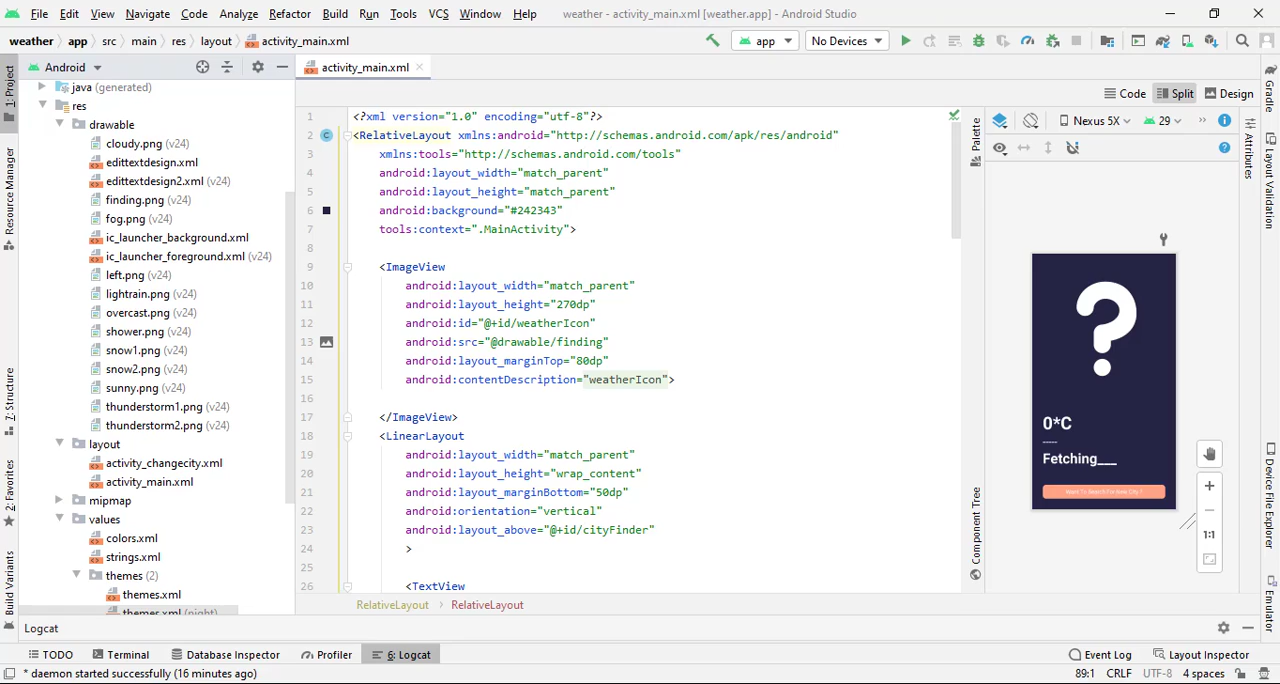 File Edit View Navigate Code Analyze Refactor Build Run Tools VCS Window Help weather - activity_main.xml [weather.app] - Android Studio
weather app src main res layout activity_main.xml app No Devices
1: Project
Resource Manager
7: Structure
2: Favorites
Build Variants
Android
java (generated)
res
drawable
cloudy.png (v24)
edittextdesign.xml
edittextdesign2.xml (v24)
finding.png (v24)
fog.png (v24)
ic_launcher_background.xml
ic_launcher_foreground.xml (v24)
left.png (v24)
lightrain.png (v24)
overcast.png (v24)
shower.png (v24)
snow1.png (v24)
snow2.png (v24)
sunny.png (v24)
thunderstorm1.png (v24)
thunderstorm2.png (v24)
layout
activity_changecity.xml
activity_main.xml
mipmap
values
colors.xml
strings.xml
themes (2)
themes.xml
themes.xml (night)
activity_main.xml
Code Split Design
1 <?xml version="1.0" encoding="utf-8"?>
2 <RelativeLayout xmlns:android="http://schemas.android.com/apk/res/android"
3 xmlns:tools="http://schemas.android.com/tools"
4 android:layout_width="match_parent"
5 android:layout_height="match_parent"
6 android:background="#242343"
7 tools:context=".MainActivity">
8
9 <ImageView
10 android:layout_width="match_parent"
11 android:layout_height="270dp"
12 android:id="@+id/weatherIcon"
13 android:src="@drawable/finding"
14 android:layout_marginTop="80dp"
15 android:contentDescription="weatherIcon">
16
17 </ImageView>
18 <LinearLayout
19 android:layout_width="match_parent"
20 android:layout_height="wrap_content"
21 android:layout_marginBottom="50dp"
22 android:orientation="vertical"
23 android:layout_above="@+id/cityFinder"
24 >
25
26 <TextView
RelativeLayout › RelativeLayout
Palette
Component Tree
Nexus 5X 29
?
0*C
-----
Fetching___
Want To Search For New City ?
1:1
Attributes
Gradle
Layout Validation
Device File Explorer
Emulator
Logcat
TODO Terminal Database Inspector Profiler 6: Logcat Event Log Layout Inspector
* daemon started successfully (16 minutes ago) 89:1 CRLF UTF-8 4 spaces